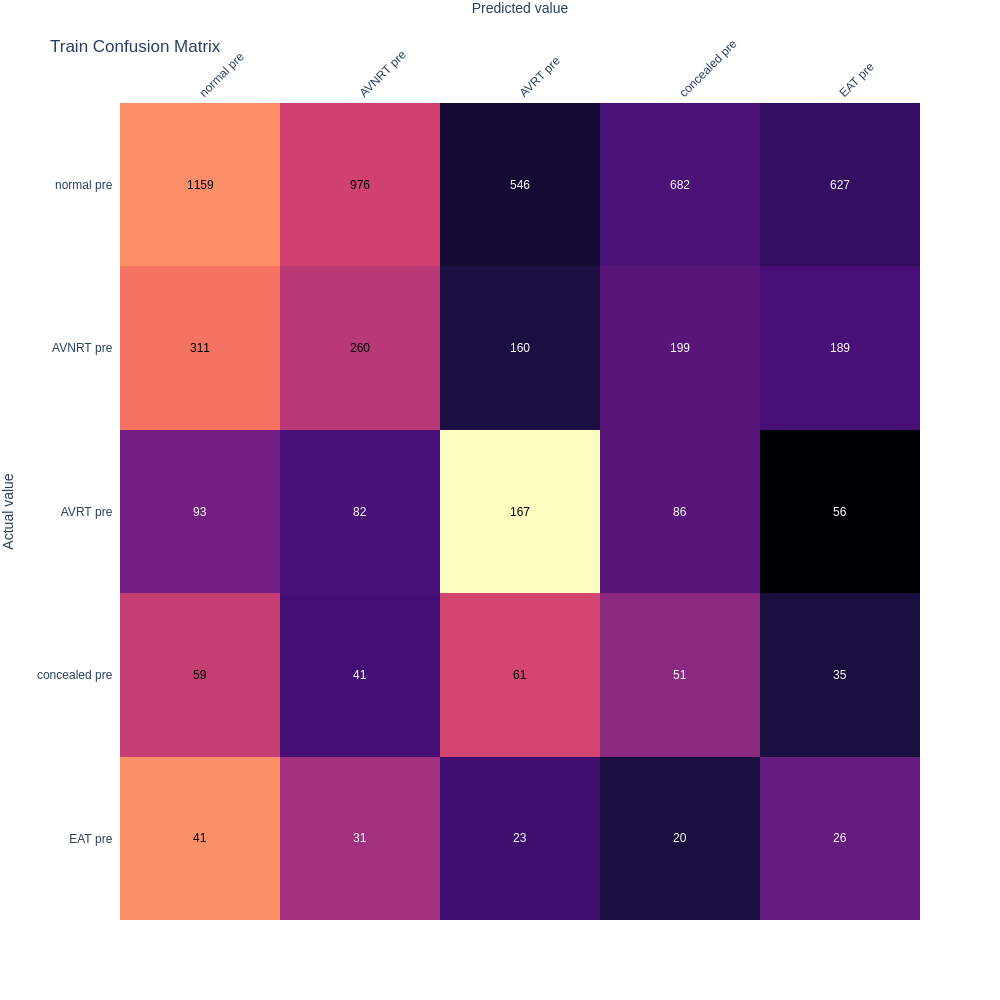 Predicted value
Train Confusion Matrix
normal pre AVNRT pre AVRT pre concealed pre EAT pre
normal pre 1159 976 546 682 627
AVNRT pre 311 260 160 199 189
Actual value
AVRT pre 93 82 167 86 56
concealed pre 59 41 61 51 35
EAT pre 41 31 23 20 26